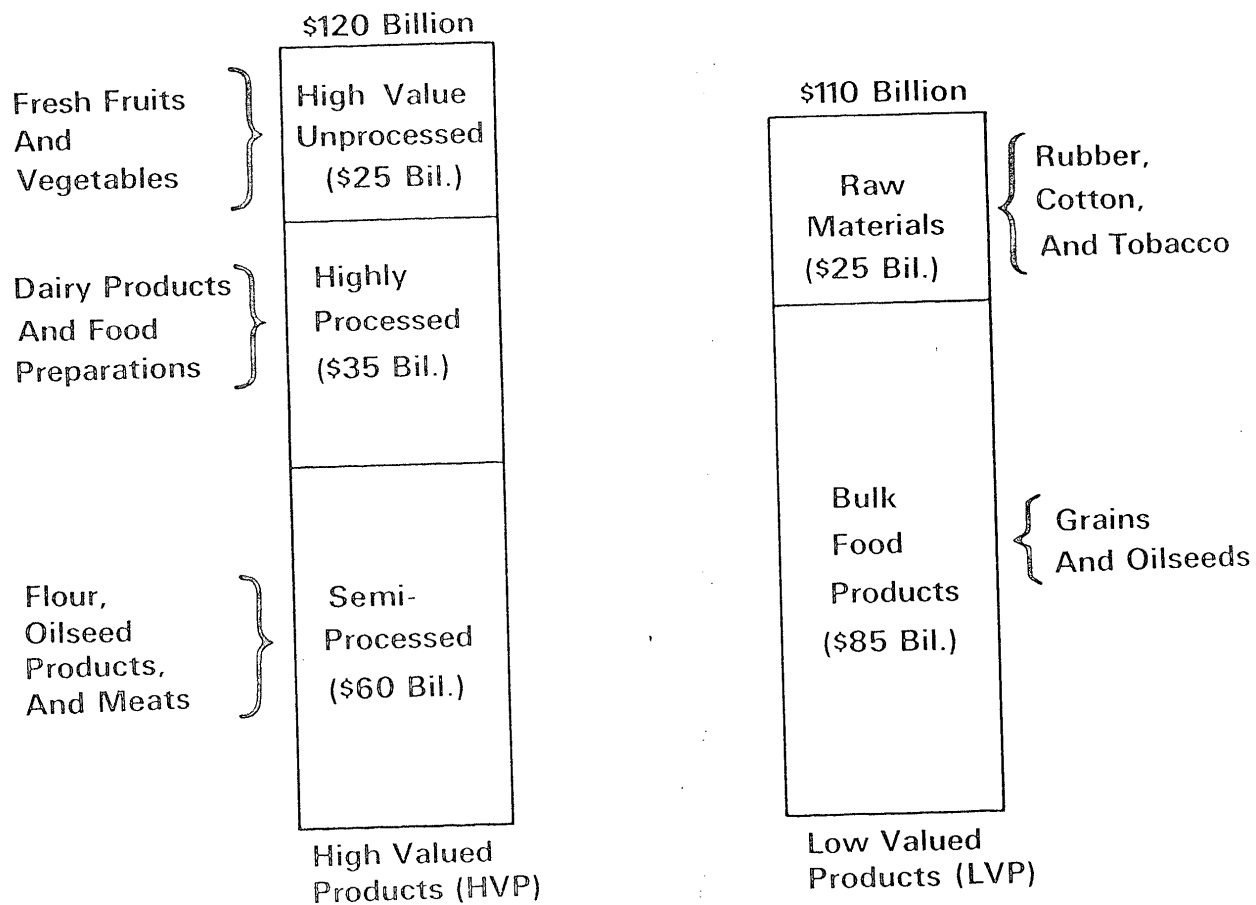 $120 Billion
Fresh Fruits
And
Vegetables
High Value
Unprocessed
($25 Bil.)
Dairy Products
And Food
Preparations
Highly
Processed
($35 Bil.)
Flour,
Oilseed
Products,
And Meats
Semi-
Processed
($60 Bil.)
High Valued
Products (HVP)
$110 Billion
Raw
Materials
($25 Bil.)
Rubber,
Cotton,
And Tobacco
Bulk
Food
Products
($85 Bil.)
Grains
And Oilseeds
Low Valued
Products (LVP)